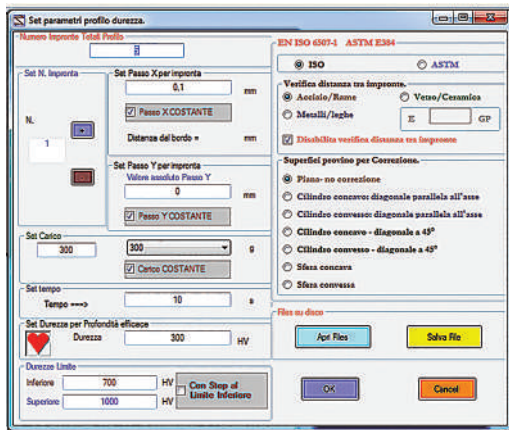 Set parametri profilo durezza.
Numero Impronte Totali Profilo
EN ISO 6507-1 ASTM E384
ISO
ASTM
Set N. Impronta
N.
1
Set Passo X per impronta
0,1
mm
Passo X COSTANTE
Distanza dal bordo =
mm
Set Passo Y per impronta
Valore assoluto Passo Y
0
mm
Passo Y COSTANTE
Verifica distanza tra impronte.
Acciaio/Rame
Vetro/Ceramica
Metalli/leghe
E
GP
Disabilita verifica distanza tra impronte
Superfici provino per Correzione.
Piana- no correzione
Cilindro concavo: diagonale parallela all'asse
Cilindro convesso: diagonale parallela all'asse
Cilindro concavo - diagonale a 45°
Cilindro convesso - diagonale a 45°
Sfera concava
Sfera convessa
Set Carico
300
300
g
Carico COSTANTE
Set tempo
Tempo ===>
10
s
Set Durezza per Profondità efficace
Durezza
300
HV
Files su disco
Apri Files
Salva File
Durezze Limite
Inferiore
700
HV
Superiore
1000
HV
Con Stop al
Limite Inferiore
OK
Cancel